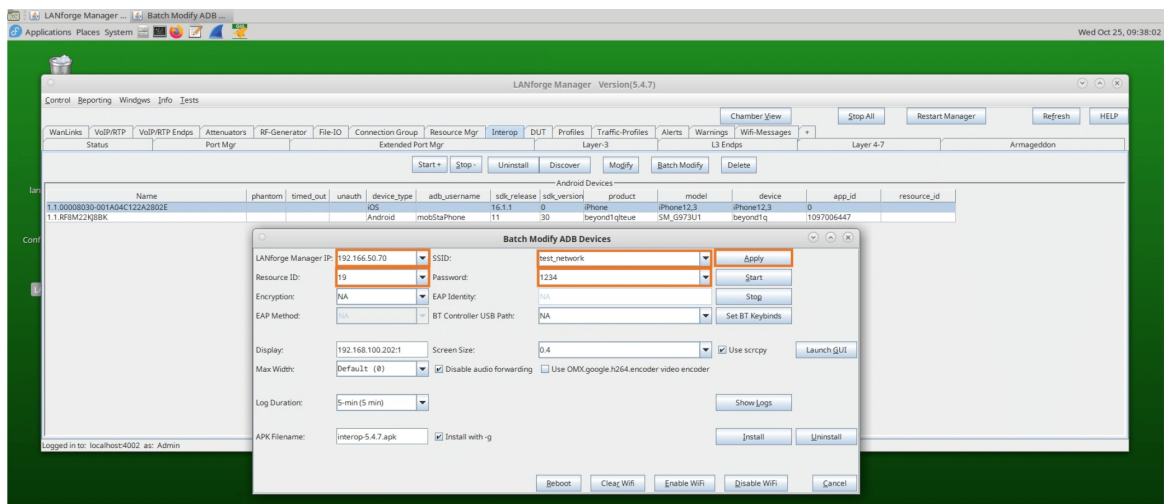 LANforge Manager ... Batch Modify ADB ...
Applications Places System Wed Oct 25, 09:38:02
LANforge Manager Version(5.4.7)
Control Reporting Windows Info Tests
Chamber View Stop All Restart Manager Refresh HELP
WanLinks VoIP/RTP VoIP/RTP Endps Attenuators RF-Generator File-IO Connection Group Resource Mgr Interop DUT Profiles Traffic-Profiles Alerts Warnings Wifi-Messages +
Status Port Mgr Extended Port Mgr Layer-3 L3 Endps Layer 4-7 Armageddon
Start + Stop - Uninstall Discover Modify Batch Modify Delete
Android Devices
Name phantom timed_out unauth device_type adb_username sdk_release sdk_version product model device app_id resource_id
1.1.00008030-001A04C122A2802E iOS 16.1.1 0 iPhone iPhone12,3 iPhone12,3 0
1.1.RF8M22KJ8BK Android mobStaPhone 11 30 beyond1qlteue SM_G973U1 beyond1q 1097006447
Batch Modify ADB Devices
LANforge Manager IP: 192.166.50.70 SSID: test_network Apply
Resource ID: 19 Password: 1234 Start
Encryption: NA EAP Identity: NA Stop
EAP Method: NA BT Controller USB Path: NA Set BT Keybinds
Display: 192.168.100.202:1 Screen Size: 0.4 Use scrcpy Launch GUI
Max Width: Default (0) Disable audio forwarding Use OMX.google.h264.encoder video encoder
Log Duration: 5-min (5 min) Show Logs
APK Filename: interop-5.4.7.apk Install with -g Install Uninstall
Logged in to: localhost:4002 as: Admin
Reboot Clear Wifi Enable WiFi Disable WiFi Cancel